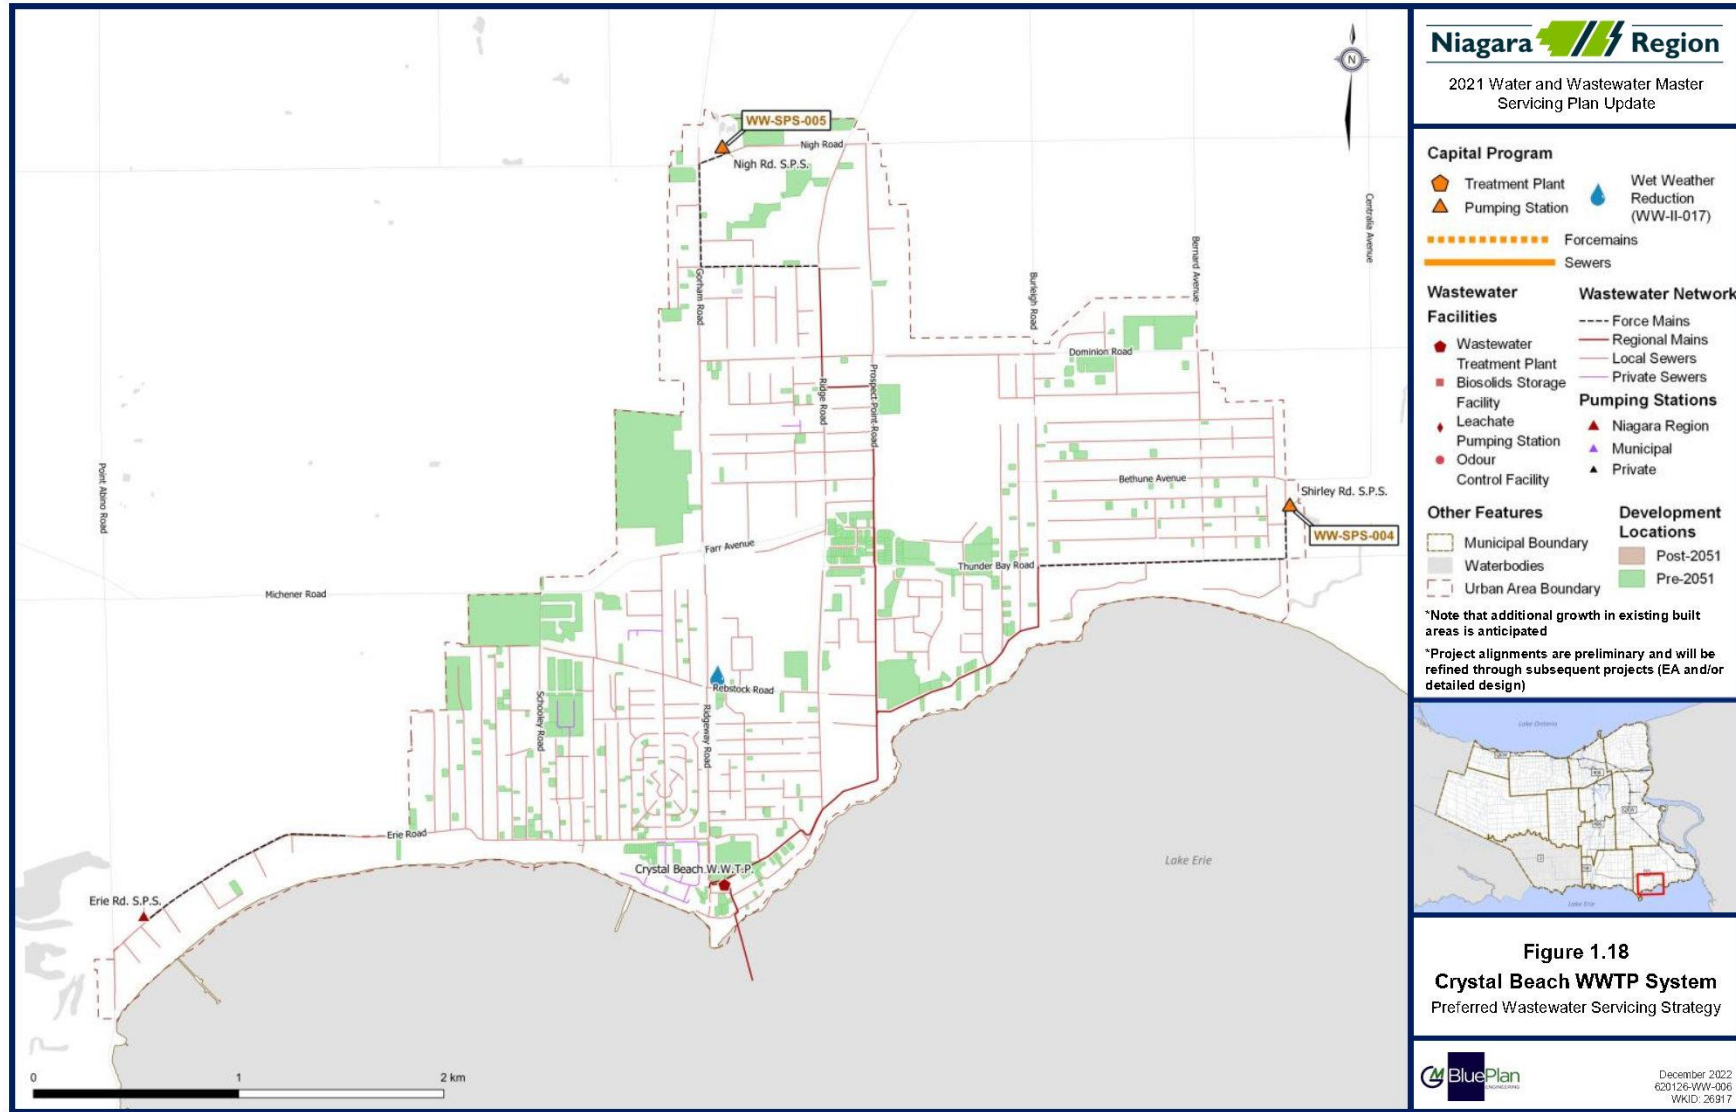 WW-SPS-005
Nigh Road
Nigh Rd. S.P.S.
N
Centralia Avenue
Bernard Avenue
Burleigh Road
Gorham Road
Dominion Road
Ridge Road
Prospect Point Road
Point Abino Road
Bethune Avenue
Shirley Rd. S.P.S.
WW-SPS-004
Farr Avenue
Thunder Bay Road
Michener Road
Rebstock Road
Schooley Road
Ridgeway Road
Erie Road
Crystal Beach W.W.T.P.
Lake Erie
Erie Rd. S.P.S.
0 1 2 km
Niagara Region
2021 Water and Wastewater Master
Servicing Plan Update
Capital Program
Treatment Plant
Pumping Station
Wet Weather
Reduction
(WW-II-017)
Forcemains
Sewers
Wastewater
Facilities
Wastewater
Treatment Plant
Biosolids Storage
Facility
Leachate
Pumping Station
Odour
Control Facility
Wastewater Network
Force Mains
Regional Mains
Local Sewers
Private Sewers
Pumping Stations
Niagara Region
Municipal
Private
Other Features
Municipal Boundary
Waterbodies
Urban Area Boundary
Development
Locations
Post-2051
Pre-2051
*Note that additional growth in existing built
areas is anticipated
*Project alignments are preliminary and will be
refined through subsequent projects (EA and/or
detailed design)
Lake Ontario
Lake Erie
Figure 1.18
Crystal Beach WWTP System
Preferred Wastewater Servicing Strategy
GM BluePlan
ENGINEERING
December 2022
620126-WW-006
WKID: 26917